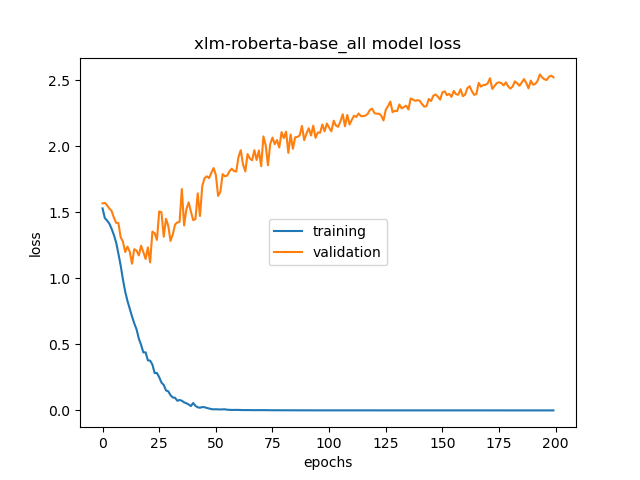 xlm-roberta-base_all model loss
2.5
2.0
1.5
1.0
0.5
0.0
loss
training
validation
0 25 50 75 100 125 150 175 200
epochs